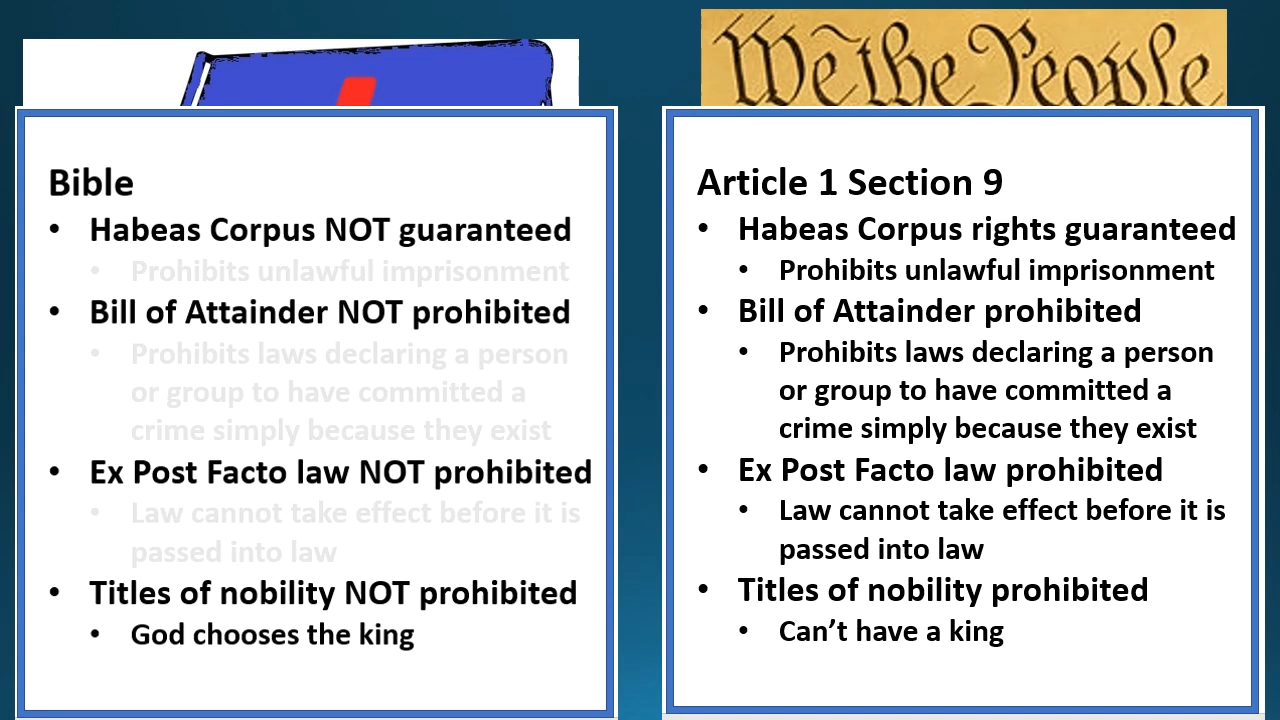 We the People
Bible
• Habeas Corpus NOT guaranteed
• Prohibits unlawful imprisonment
• Bill of Attainder NOT prohibited
• Prohibits laws declaring a person
or group to have committed a
crime simply because they exist
• Ex Post Facto law NOT prohibited
• Law cannot take effect before it is
passed into law
• Titles of nobility NOT prohibited
• God chooses the king
Article 1 Section 9
• Habeas Corpus rights guaranteed
• Prohibits unlawful imprisonment
• Bill of Attainder prohibited
• Prohibits laws declaring a person
or group to have committed a
crime simply because they exist
• Ex Post Facto law prohibited
• Law cannot take effect before it is
passed into law
• Titles of nobility prohibited
• Can’t have a king